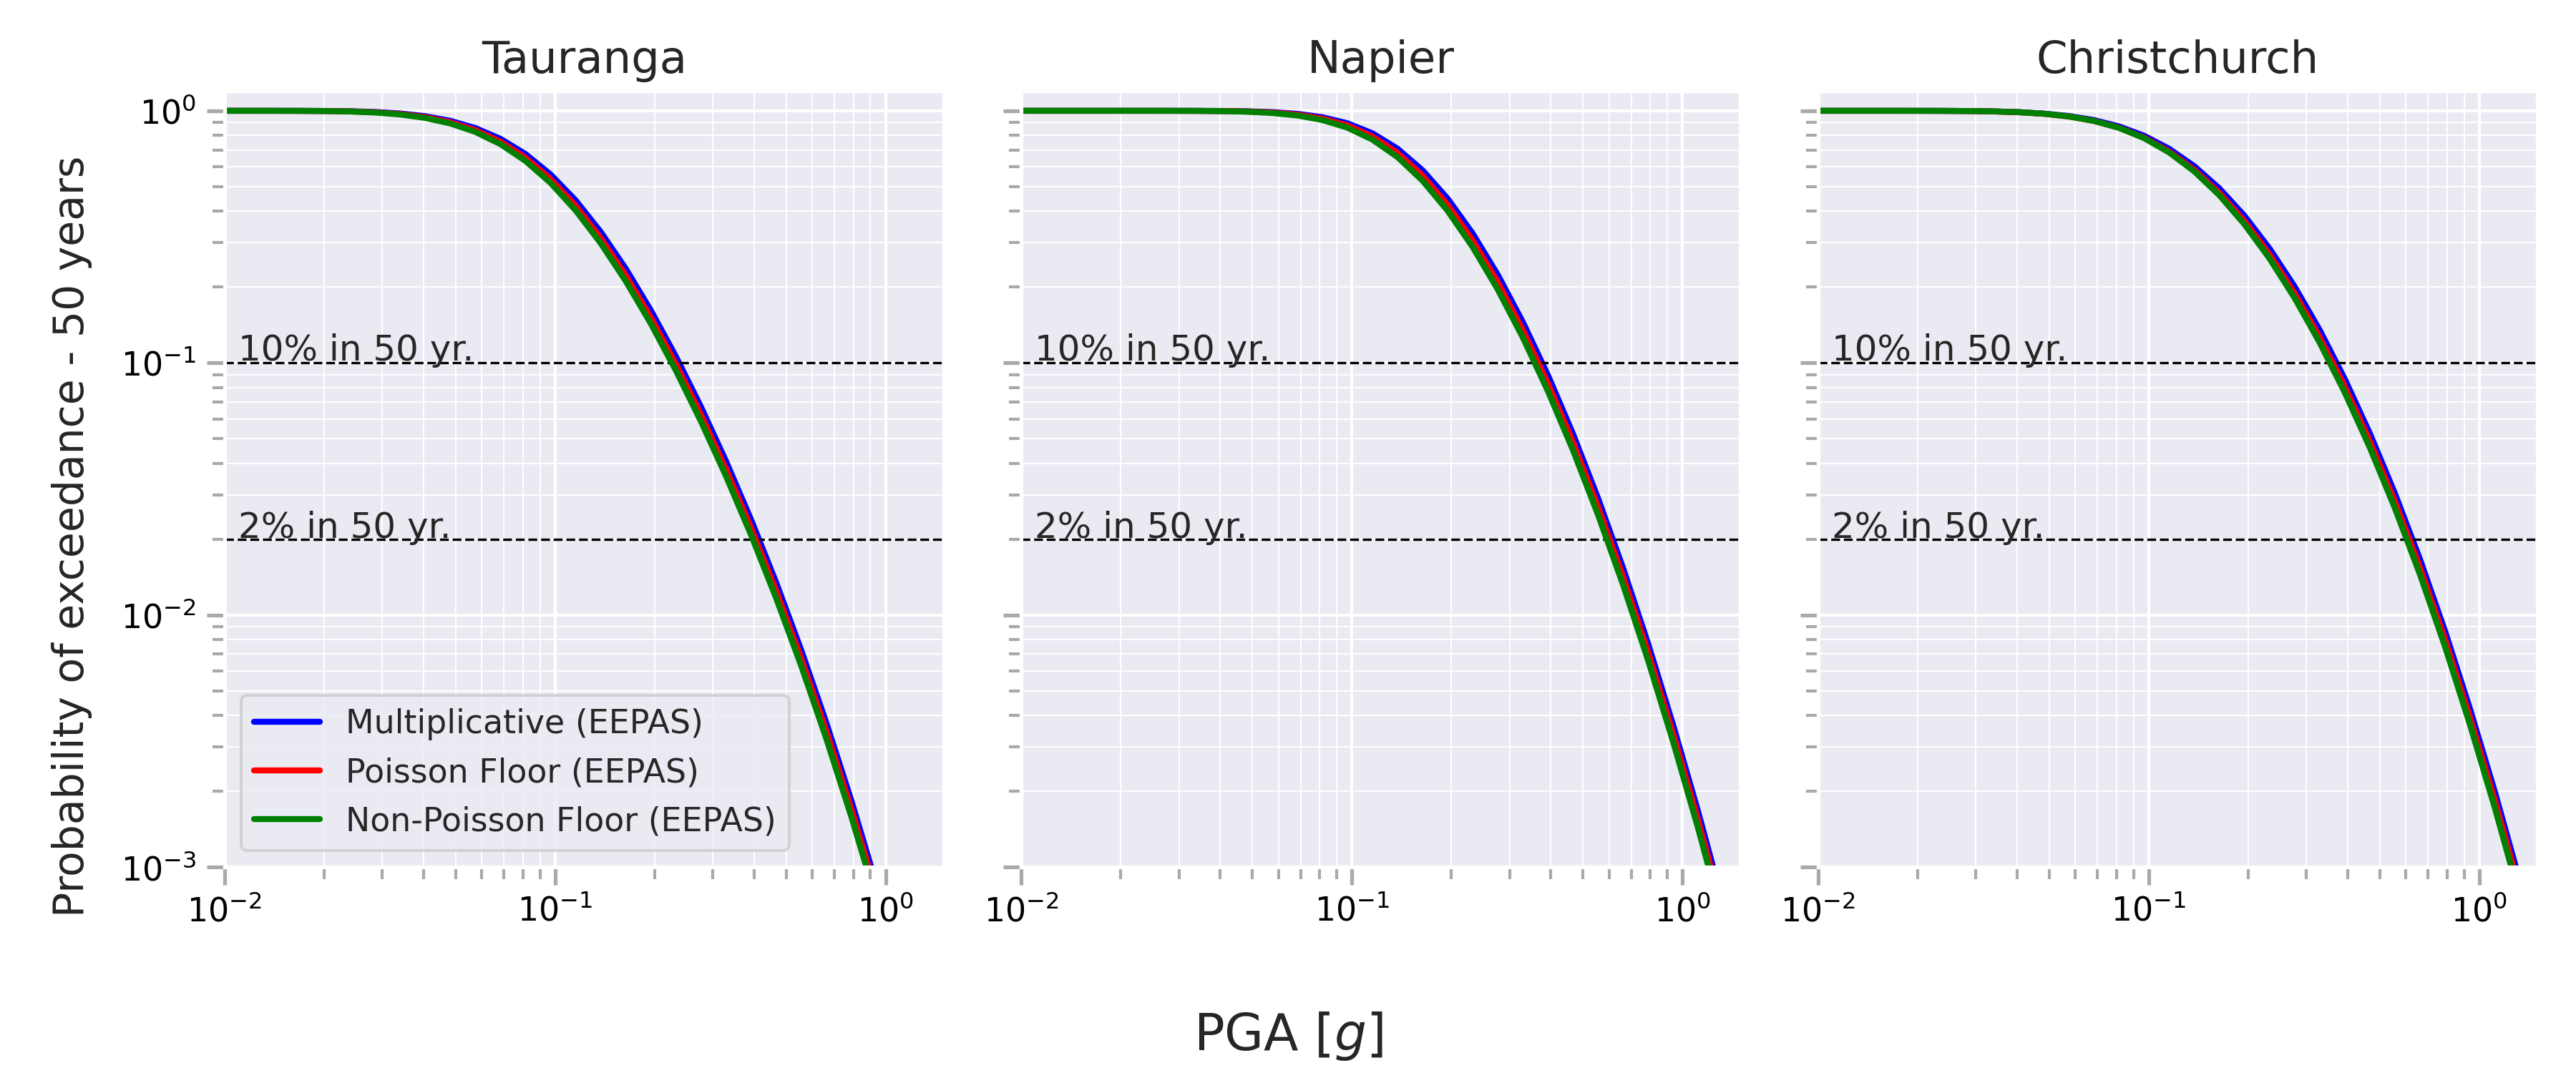 Tauranga
Napier
Christchurch
Probability of exceedance - 50 years
10⁰
10⁻¹
10⁻²
10⁻³
10% in 50 yr.
2% in 50 yr.
Multiplicative (EEPAS)
Poisson Floor (EEPAS)
Non-Poisson Floor (EEPAS)
10⁻² 10⁻¹ 10⁰
10% in 50 yr.
2% in 50 yr.
10⁻² 10⁻¹ 10⁰
10% in 50 yr.
2% in 50 yr.
10⁻² 10⁻¹ 10⁰
PGA [g]